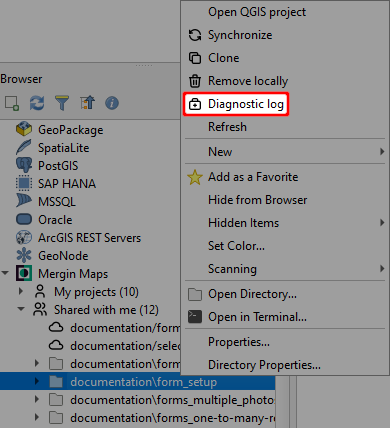 Open QGIS project
Synchronize
Clone
Remove locally
Diagnostic log
Refresh
New
Add as a Favorite
Hide from Browser
Hidden Items
Set Color...
Scanning
Open Directory...
Open in Terminal...
Properties...
Directory Properties...
Browser
GeoPackage
SpatiaLite
PostGIS
SAP HANA
MSSQL
Oracle
ArcGIS REST Servers
GeoNode
Mergin Maps
My projects (10)
Shared with me (12)
documentation/form
documentation/selec
documentation\form
documentation\form_setup
documentation\forms_multiple_photos
documentation\forms_one-to-many-re